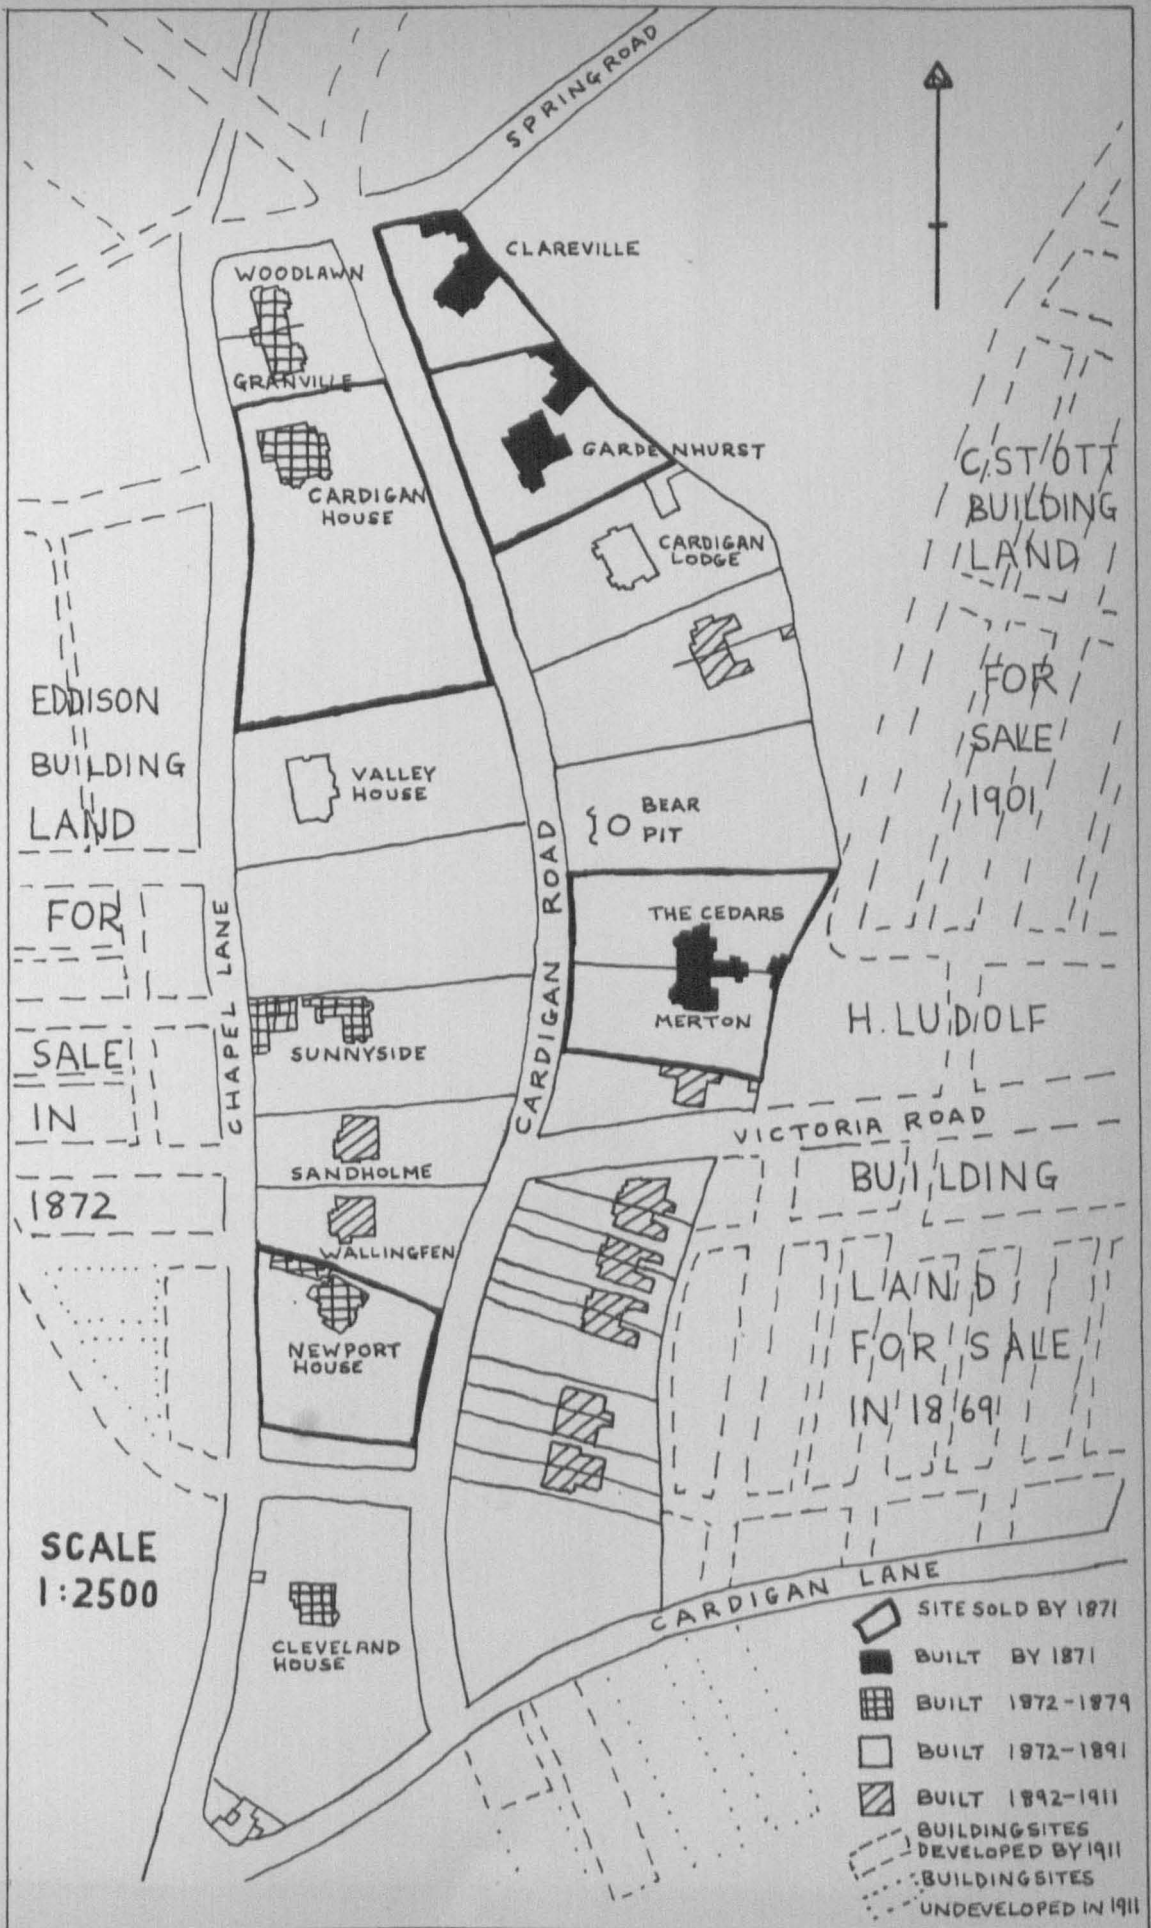 SPRING ROAD
CLAREVILLE
WOODLAWN
GRANVILLE
GARDENHURST
CARDIGAN
HOUSE
CARDIGAN
LODGE
C. STOTT
BUILDING
LAND
FOR
SALE
1901
EDDISON
BUILDING
LAND
FOR
SALE
IN
1872
VALLEY
HOUSE
BEAR
PIT
CARDIGAN ROAD
CHAPEL LANE
THE CEDARS
MERTON
SUNNYSIDE
H. LUDOLF
BUILDING
LAND
FOR SALE
IN 1869
VICTORIA ROAD
SANDHOLME
WALLINGFEN
NEWPORT
HOUSE
SCALE
1:2500
CLEVELAND
HOUSE
CARDIGAN LANE
SITE SOLD BY 1871
BUILT BY 1871
BUILT 1872-1879
BUILT 1872-1891
BUILT 1892-1911
BUILDING SITES
DEVELOPED BY 1911
BUILDING SITES
UNDEVELOPED IN 1911